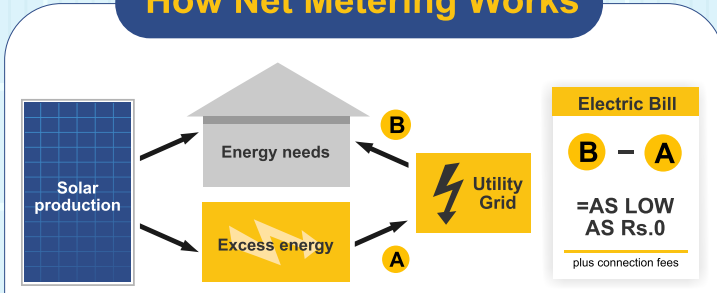 How Net Metering Works
Solar
production
Energy needs
Excess energy
B
A
Utility
Grid
Electric Bill
B – A
=AS LOW
AS Rs.0
plus connection fees